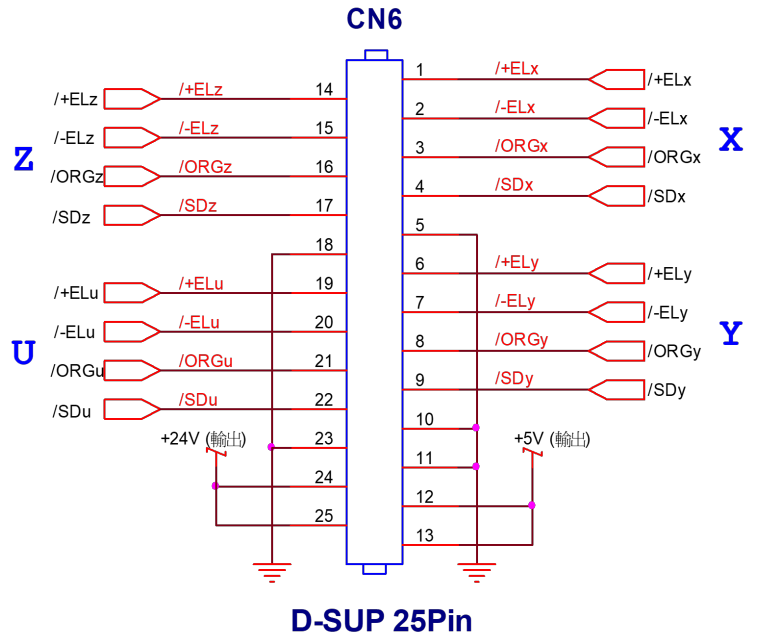 CN6
/+ELz /+ELz 14
/-ELz /-ELz 15
Z
/ORGz /ORGz 16
/SDz /SDz 17
18
/+ELu /+ELu 19
/-ELu /-ELu 20
U
/ORGu /ORGu 21
/SDu /SDu 22
+24V (輸出) 23
24
25
1 /+ELx /+ELx
2 /-ELx /-ELx
X
3 /ORGx /ORGx
4 /SDx /SDx
5
6 /+ELy /+ELy
7 /-ELy /-ELy
Y
8 /ORGy /ORGy
9 /SDy /SDy
10
+5V (輸出)
11
12
13
D-SUP 25Pin